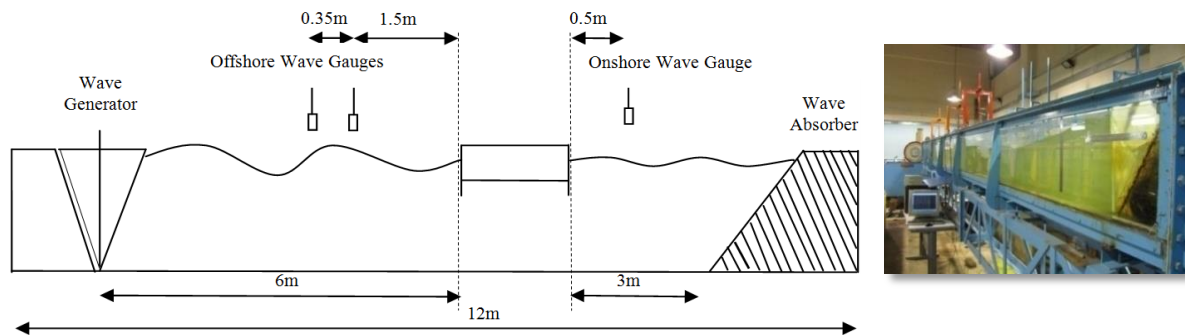 0.35m
1.5m
0.5m
Offshore Wave Gauges
Onshore Wave Gauge
Wave
Generator
Wave
Absorber
6m
3m
12m